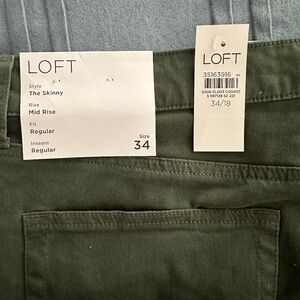 LOFT
Style
The Skinny
Rise
Mid Rise
Fit
Regular
Inseam
Regular
Size
34
LOFT
35163916
34/18